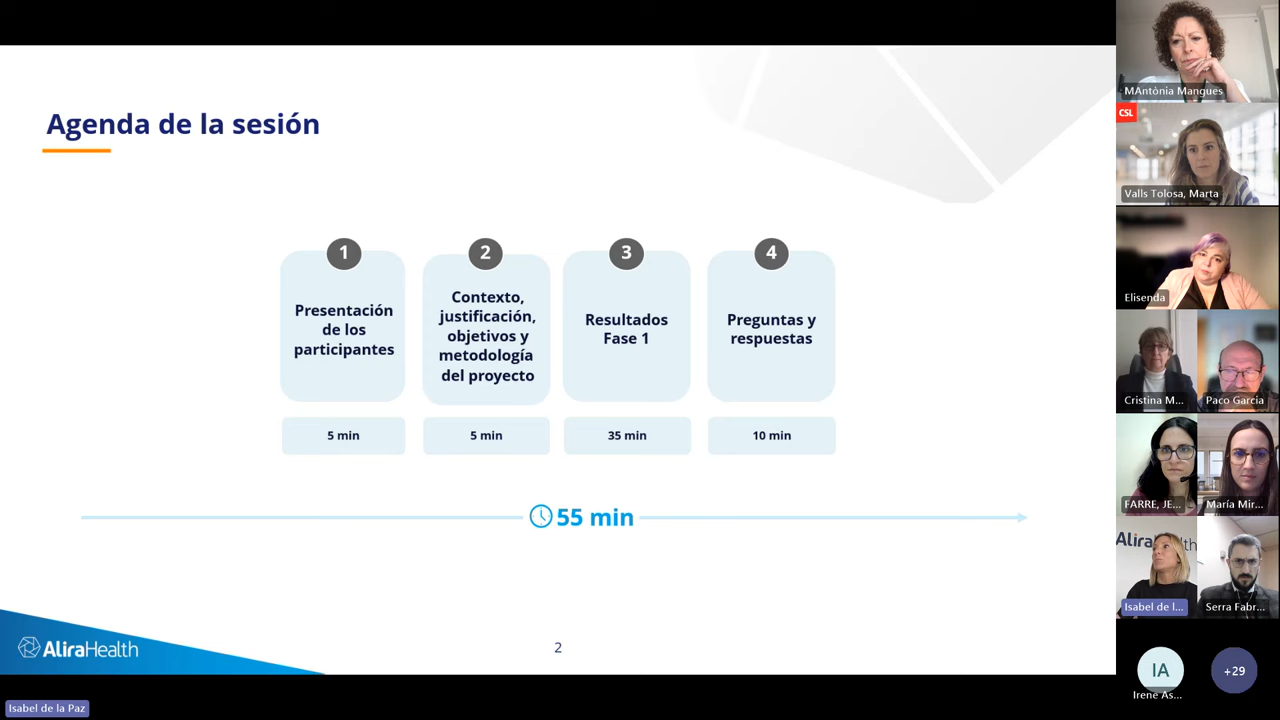 Agenda de la sesión
1
Presentación
de los
participantes
5 min
2
Contexto,
justificación,
objetivos y
metodología
del proyecto
5 min
3
Resultados
Fase 1
35 min
4
Preguntas y
respuestas
10 min
55 min
AliraHealth
2
Isabel de la Paz
MAntònia Mangues
CSL
Valls Tolosa, Marta
Elisenda
Cristina M...
Paco Garcia
FARRE, JE...
María Mir...
AliraHealth
Isabel de l...
Serra Fabr...
IA
Irene As...
+29